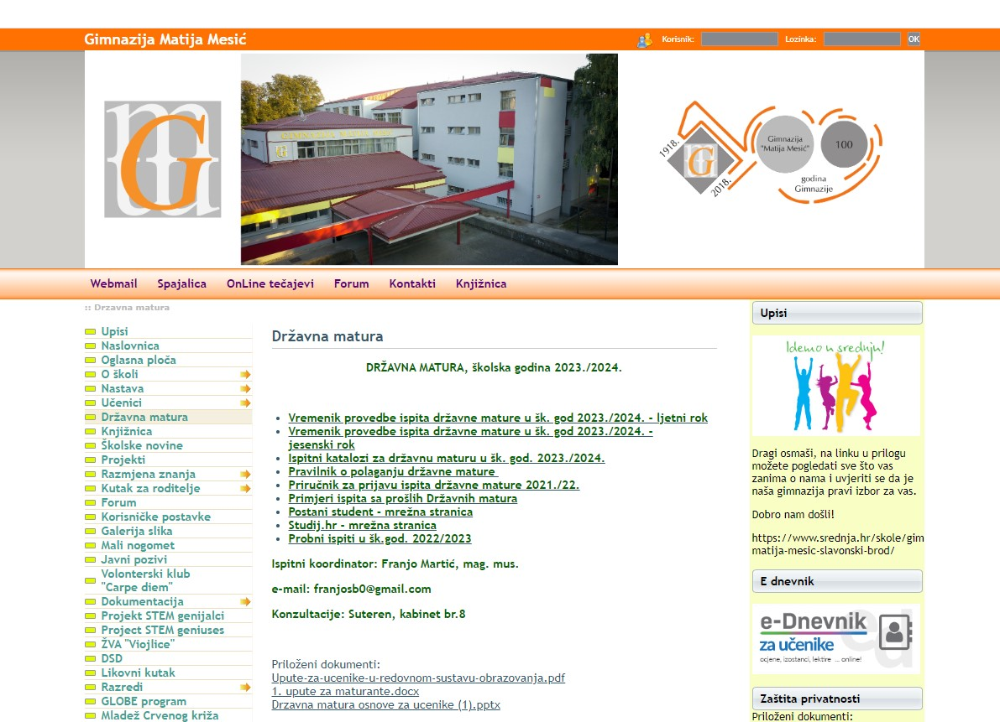 Gimnazija Matija Mesić
Korisnik:
Lozinka:
OK
GIMNAZIJA MATIJA MESIĆ
1918.
2018.
G
Gimnazija
"Matija Mesić"
100
godina
Gimnazije
Webmail
Spajalica
OnLine tečajevi
Forum
Kontakti
Knjižnica
:: Drzavna matura
Upisi
Naslovnica
Oglasna ploča
O školi
Nastava
Učenici
Državna matura
Knjižnica
Školske novine
Projekti
Razmjena znanja
Kutak za roditelje
Forum
Korisničke postavke
Galerija slika
Mali nogomet
Javni pozivi
Volonterski klub
"Carpe diem"
Dokumentacija
Projekt STEM genijalci
Project STEM geniuses
ŽVA "Viojlice"
DSD
Likovni kutak
Razredi
GLOBE program
Mladež Crvenog križa
Državna matura
DRŽAVNA MATURA, školska godina 2023./2024.
Vremenik provedbe ispita državne mature u šk. god 2023./2024. - ljetni rok
Vremenik provedbe ispita državne mature u šk. god 2023./2024. -
jesenski rok
Ispitni katalozi za državnu maturu u šk. god. 2023./2024.
Pravilnik o polaganju državne mature
Priručnik za prijavu ispita državne mature 2021./22.
Primjeri ispita sa prošlih Državnih matura
Postani student - mrežna stranica
Studij.hr - mrežna stranica
Probni ispiti u šk.god. 2022/2023
Ispitni koordinator: Franjo Martić, mag. mus.
e-mail: franjosb0@gmail.com
Konzultacije: Suteren, kabinet br.8
Priloženi dokumenti:
Upute-za-ucenike-u-redovnom-sustavu-obrazovanja.pdf
1. upute za maturante.docx
Drzavna matura osnove za ucenike (1).pptx
Upisi
Idemo u srednju!
Dragi osmaši, na linku u prilogu
možete pogledati sve što vas
zanima o nama i uvjeriti se da je
naša gimnazija pravi izbor za vas.
Dobro nam došli!
https://www.srednja.hr/skole/gim
matija-mesic-slavonski-brod/
E dnevnik
e-Dnevnik
za učenike
ocjene, izostanci, lektire ... online!
Zaštita privatnosti
Priloženi dokumenti: